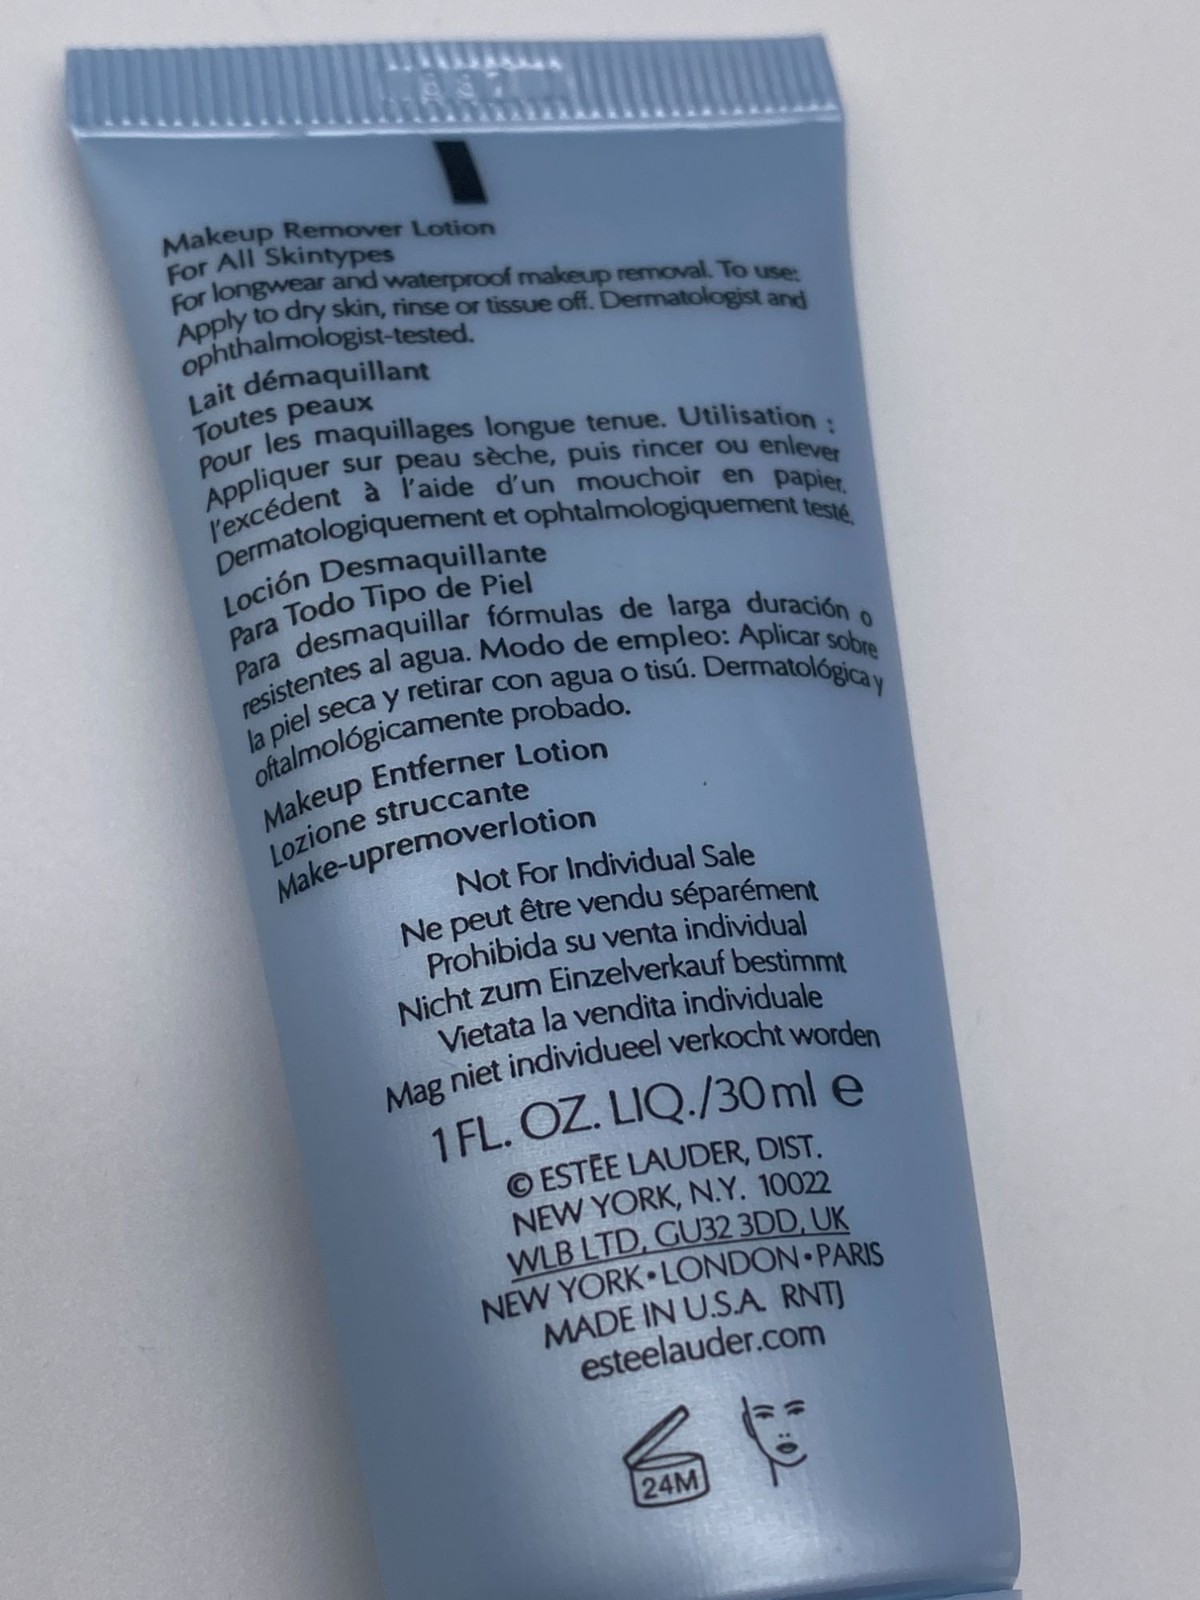 Makeup Remover Lotion
For All Skintypes
For longwear and waterproof makeup removal. To use:
Apply to dry skin, rinse or tissue off. Dermatologist and
ophthalmologist-tested.
Lait démaquillant
Toutes peaux
Pour les maquillages longue tenue. Utilisation :
Appliquer sur peau sèche, puis rincer ou enlever
l'excédent à l'aide d'un mouchoir en papier.
Dermatologiquement et ophtalmologiquement testé.
Loción Desmaquillante
Para Todo Tipo de Piel
Para desmaquillar fórmulas de larga duración o
resistentes al agua. Modo de empleo: Aplicar sobre
la piel seca y retirar con agua o tisú. Dermatológica y
oftalmológicamente probado.
Makeup Entferner Lotion
Lozione struccante
Make-upremoverlotion
Not For Individual Sale
Ne peut être vendu séparément
Prohibida su venta individual
Nicht zum Einzelverkauf bestimmt
Vietata la vendita individuale
Mag niet individueel verkocht worden
1 FL. OZ. LIQ./30 ml e
© ESTĒE LAUDER, DIST.
NEW YORK, N.Y. 10022
WLB LTD, GU32 3DD, UK
NEW YORK • LONDON • PARIS
MADE IN U.S.A. RNTJ
esteelauder.com
24M